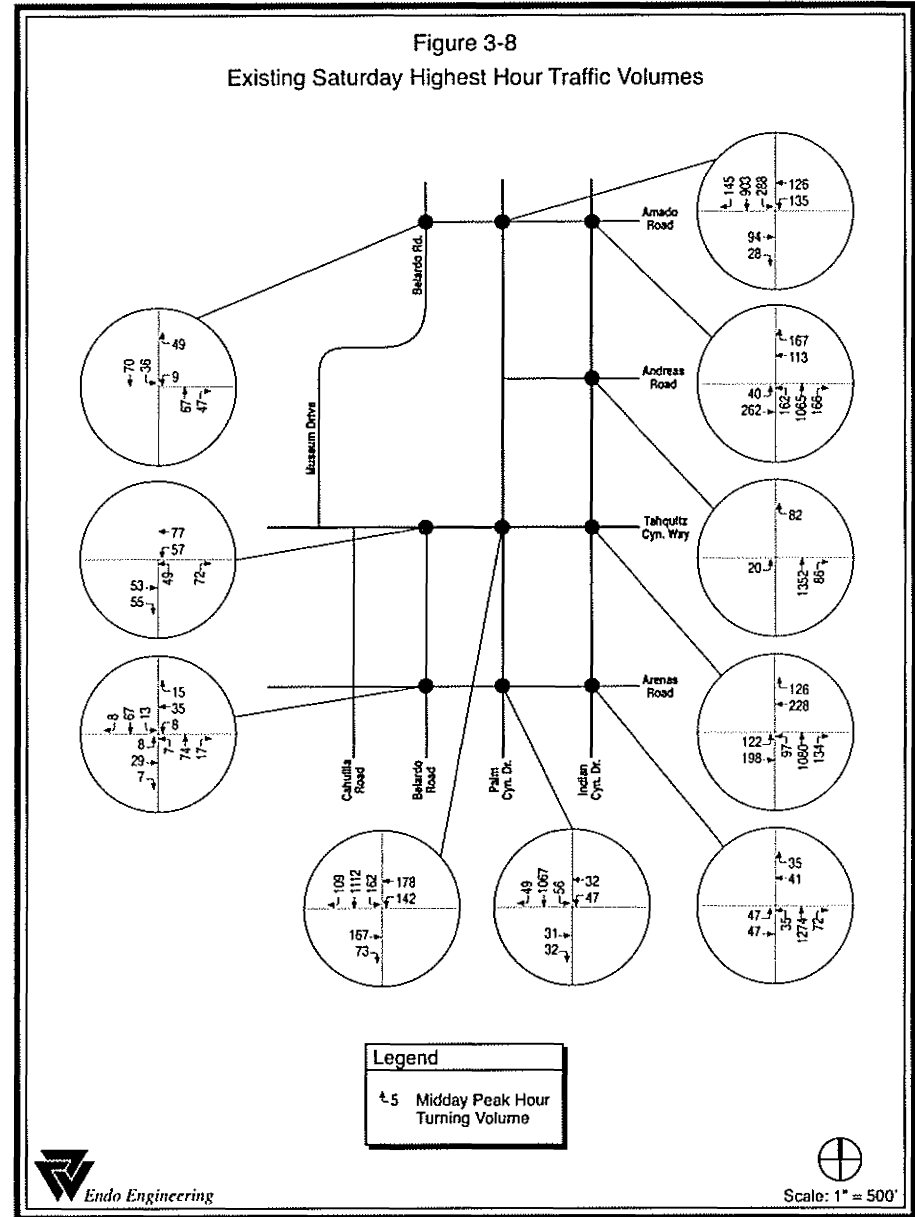 Figure 3-8
Existing Saturday Highest Hour Traffic Volumes
145
903
288
126
135
94
28
Amado
Road
Belardo Rd.
49
70
36
9
67
47
167
113
40
262
162
1065
166
Andreas
Road
Museum Drive
82
20
1352
86
Tahquitz
Cyn. Way
77
57
49
72
53
55
Arenas
Road
15
35
8
8
67
13
8
29
7
7
74
17
126
228
122
198
97
1080
134
Cahuilla
Road
Belardo
Road
Palm
Cyn. Dr.
Indian
Cyn. Dr.
109
1112
162
178
142
167
73
49
1067
56
32
47
31
32
35
41
47
47
35
1274
72
Legend
5 Midday Peak Hour
Turning Volume
Endo Engineering
Scale: 1" = 500'